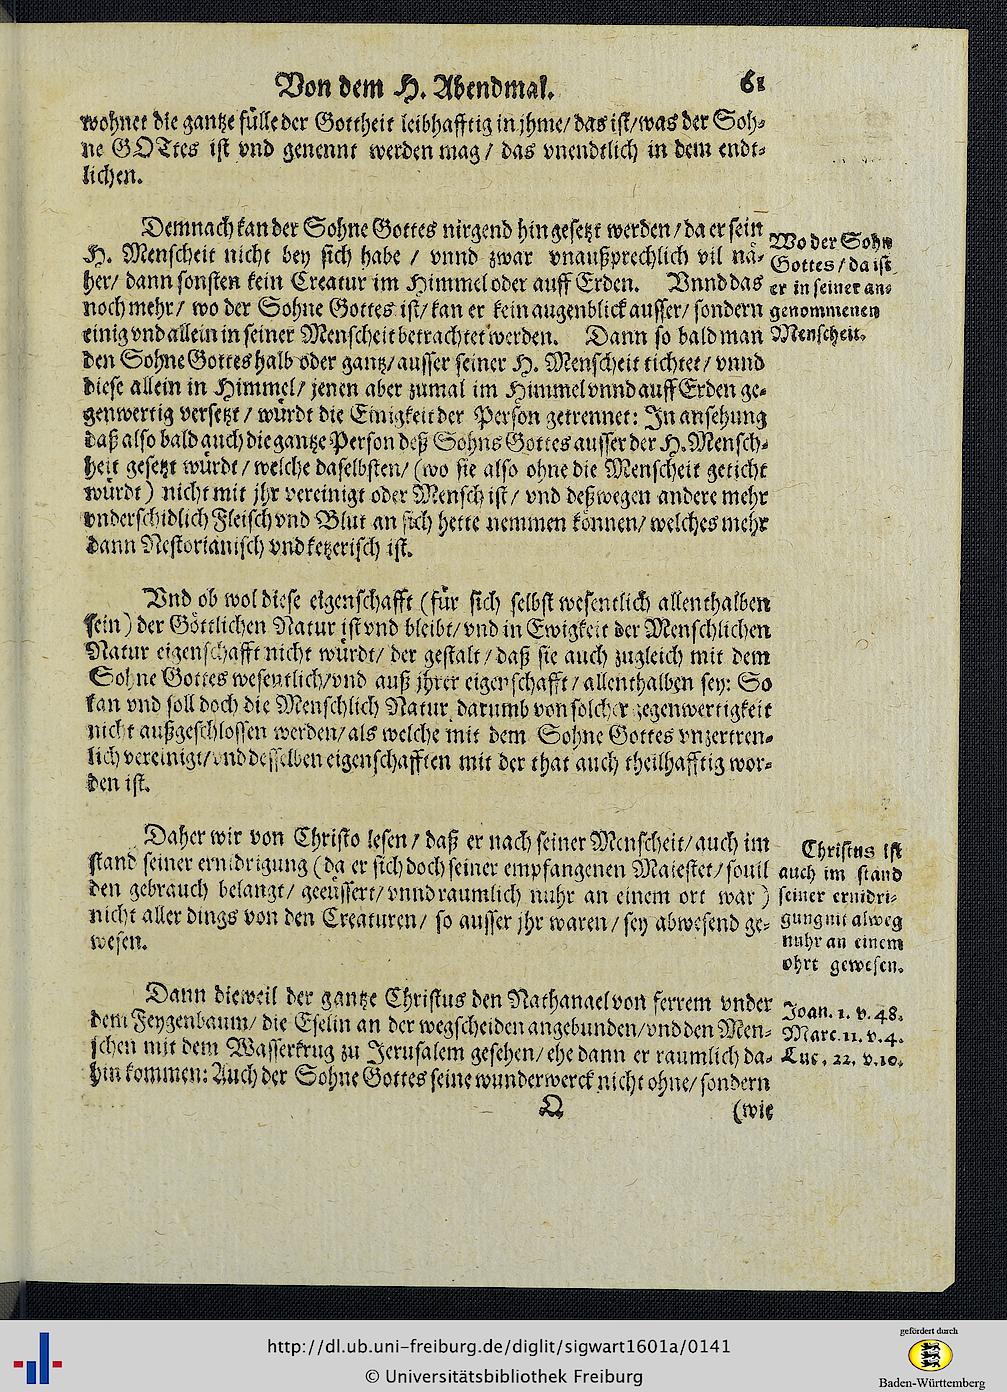 Von dem H. Abendmal. 61
wohnet die gantze fülle der Gottheit leibhafftig in jhme/ das ist/ was der Soh-
ne GOTtes ist vnd genennt werden mag / das vnendtlich in dem endt-
lichen.
Demnach kan der Sohne Gottes nirgend hin gesetzt werden / da er sein
H. Menscheit nicht bey sich habe / vnnd zwar vnaußprechlich vil nä-
her/ dann sonsten kein Creatur im Himmel oder auff Erden. Vnnd das
noch mehr / wo der Sohne Gottes ist/ kan er kein augenblick ausser/ sondern
einig vnd allein in seiner Menscheit betrachtet werden. Dann so bald man
den Sohne Gottes halb oder gantz/ ausser seiner H. Menscheit tichtet / vnnd
diese allein in Himmel/ jenen aber zumal im Himmel vnnd auff Erden ge-
genwertig versetzt / würdt die Einigkeit der Person getrennet: In ansehung
daß also bald auch die gantze Person deß Sohns Gottes ausser der H. Mensch-
heit gesetzt würdt / welche daselbsten/ (wo sie also ohne die Menscheit geticht
würdt) nicht mit jhr vereinigt oder Mensch ist / vnd deßwegen andere mehr
vnderschidlich Fleisch vnd Blut an sich hette nemmen können/ welches mehr
dann Nestorianisch vnd ketzerisch ist.
Vnd ob wol diese eigenschafft (für sich selbst wesentlich allenthalben
sein) der Göttlichen Natur ist vnd bleibt/ vnd in Ewigkeit der Menschlichen
Natur eigenschafft nicht würdt/ der gestalt / daß sie auch zugleich mit dem
Sohne Gottes wesentlich/ vnd auß jhrer eigenschafft / allenthalben sey: So
kan vnd soll doch die Menschlich Natur darumb von solcher gegenwertigkeit
nicht außgeschlossen werden/ als welche mit dem Sohne Gottes vnzertren-
lich vereinigt/ vnd desselben eigenschafften mit der that auch theilhafftig wor-
den ist.
Daher wir von Christo lesen / daß er nach seiner Menscheit/ auch im
stand seiner ernidrigung (da er sich doch seiner empfangenen Maiestet/ souil
den gebrauch belangt/ geeüssert/ vnnd raumlich nuhr an einem ort war)
nicht aller dings von den Creaturen / so ausser jhr waren / sey abwesend ge-
wesen.
Dann dieweil der gantze Christus den Nathanael von ferrem vnder
dem Feygenbaum/ die Eselin an der wegscheiden angebunden/ vnd den Men-
schen mit dem Wasserkrug zu Jerusalem gesehen/ ehe dann er raumlich da-
hin kommen: Auch der Sohne Gottes seine wunderwerck nicht ohne/ sondern
Q (wie
Wo der Sohn
Gottes / da ist
er in seiner an-
genommenen
Menscheit.
Christus ist
auch im stand
seiner ernidri-
gung nit alweg
nuhr an einem
ohrt gewesen.
Joan. 1. v. 48.
Marc. 11. v. 4.
Luc. 22. v. 10.
http://dl.ub.uni-freiburg.de/diglit/sigwart1601a/0141
© Universitätsbibliothek Freiburg
gefördert durch
Baden-Württemberg